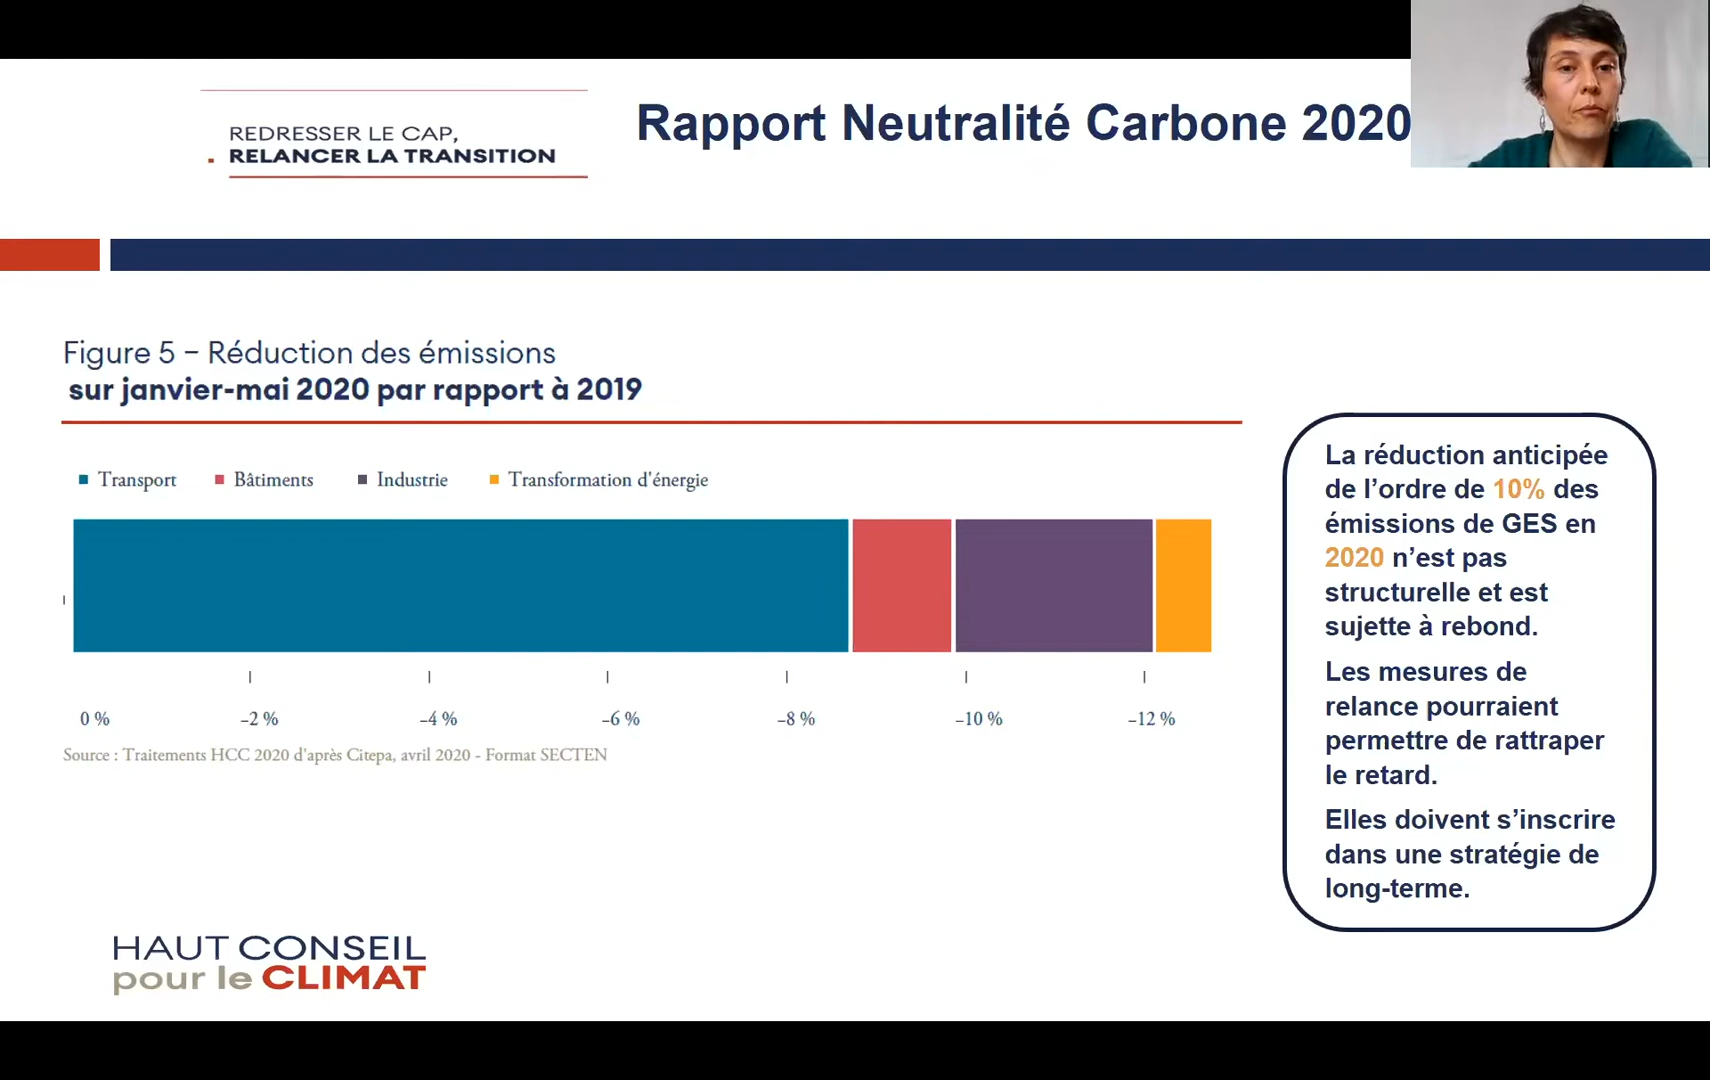 REDRESSER LE CAP,
RELANCER LA TRANSITION
Rapport Neutralité Carbone 2020
Figure 5 – Réduction des émissions
sur janvier-mai 2020 par rapport à 2019
Transport Bâtiments Industrie Transformation d'énergie
0 % –2 % –4 % –6 % –8 % –10 % –12 %
Source : Traitements HCC 2020 d'après Citepa, avril 2020 - Format SECTEN
La réduction anticipée
de l’ordre de 10% des
émissions de GES en
2020 n’est pas
structurelle et est
sujette à rebond.
Les mesures de
relance pourraient
permettre de rattraper
le retard.
Elles doivent s’inscrire
dans une stratégie de
long-terme.
HAUT CONSEIL
pour le CLIMAT